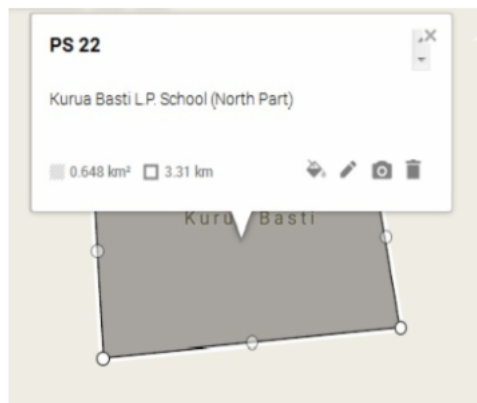 PS 22
Kurua Basti L.P. School (North Part)
0.648 km² 3.31 km
Kurua Basti